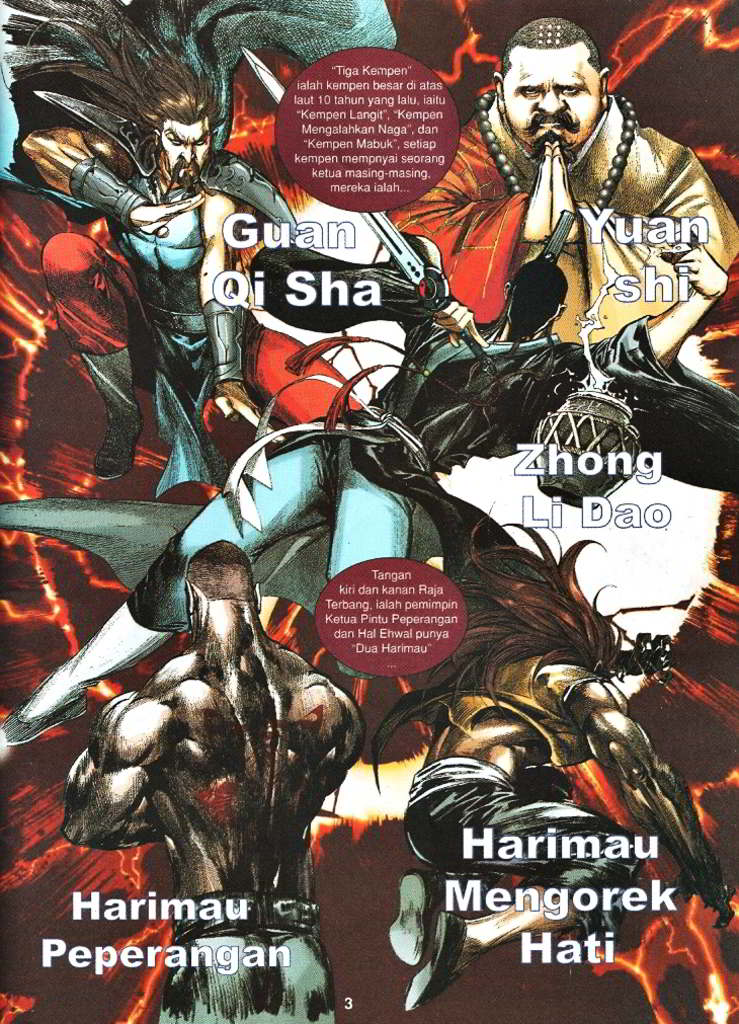 "Tiga Kempen"
ialah kempen besar di atas
laut 10 tahun yang lalu, iaitu
"Kempen Langit", "Kempen
Mengalahkan Naga", dan
"Kempen Mabuk", setiap
kempen mempnyai seorang
ketua masing-masing,
mereka ialah...
Guan
Qi Sha
Yuan
shi
Zhong
Li Dao
Tangan
kiri dan kanan Raja
Terbang, ialah pemimpin
Ketua Pintu Peperangan
dan Hal Ehwal punya
"Dua Harimau"
...
Harimau
Peperangan
Harimau
Mengorek
Hati
3